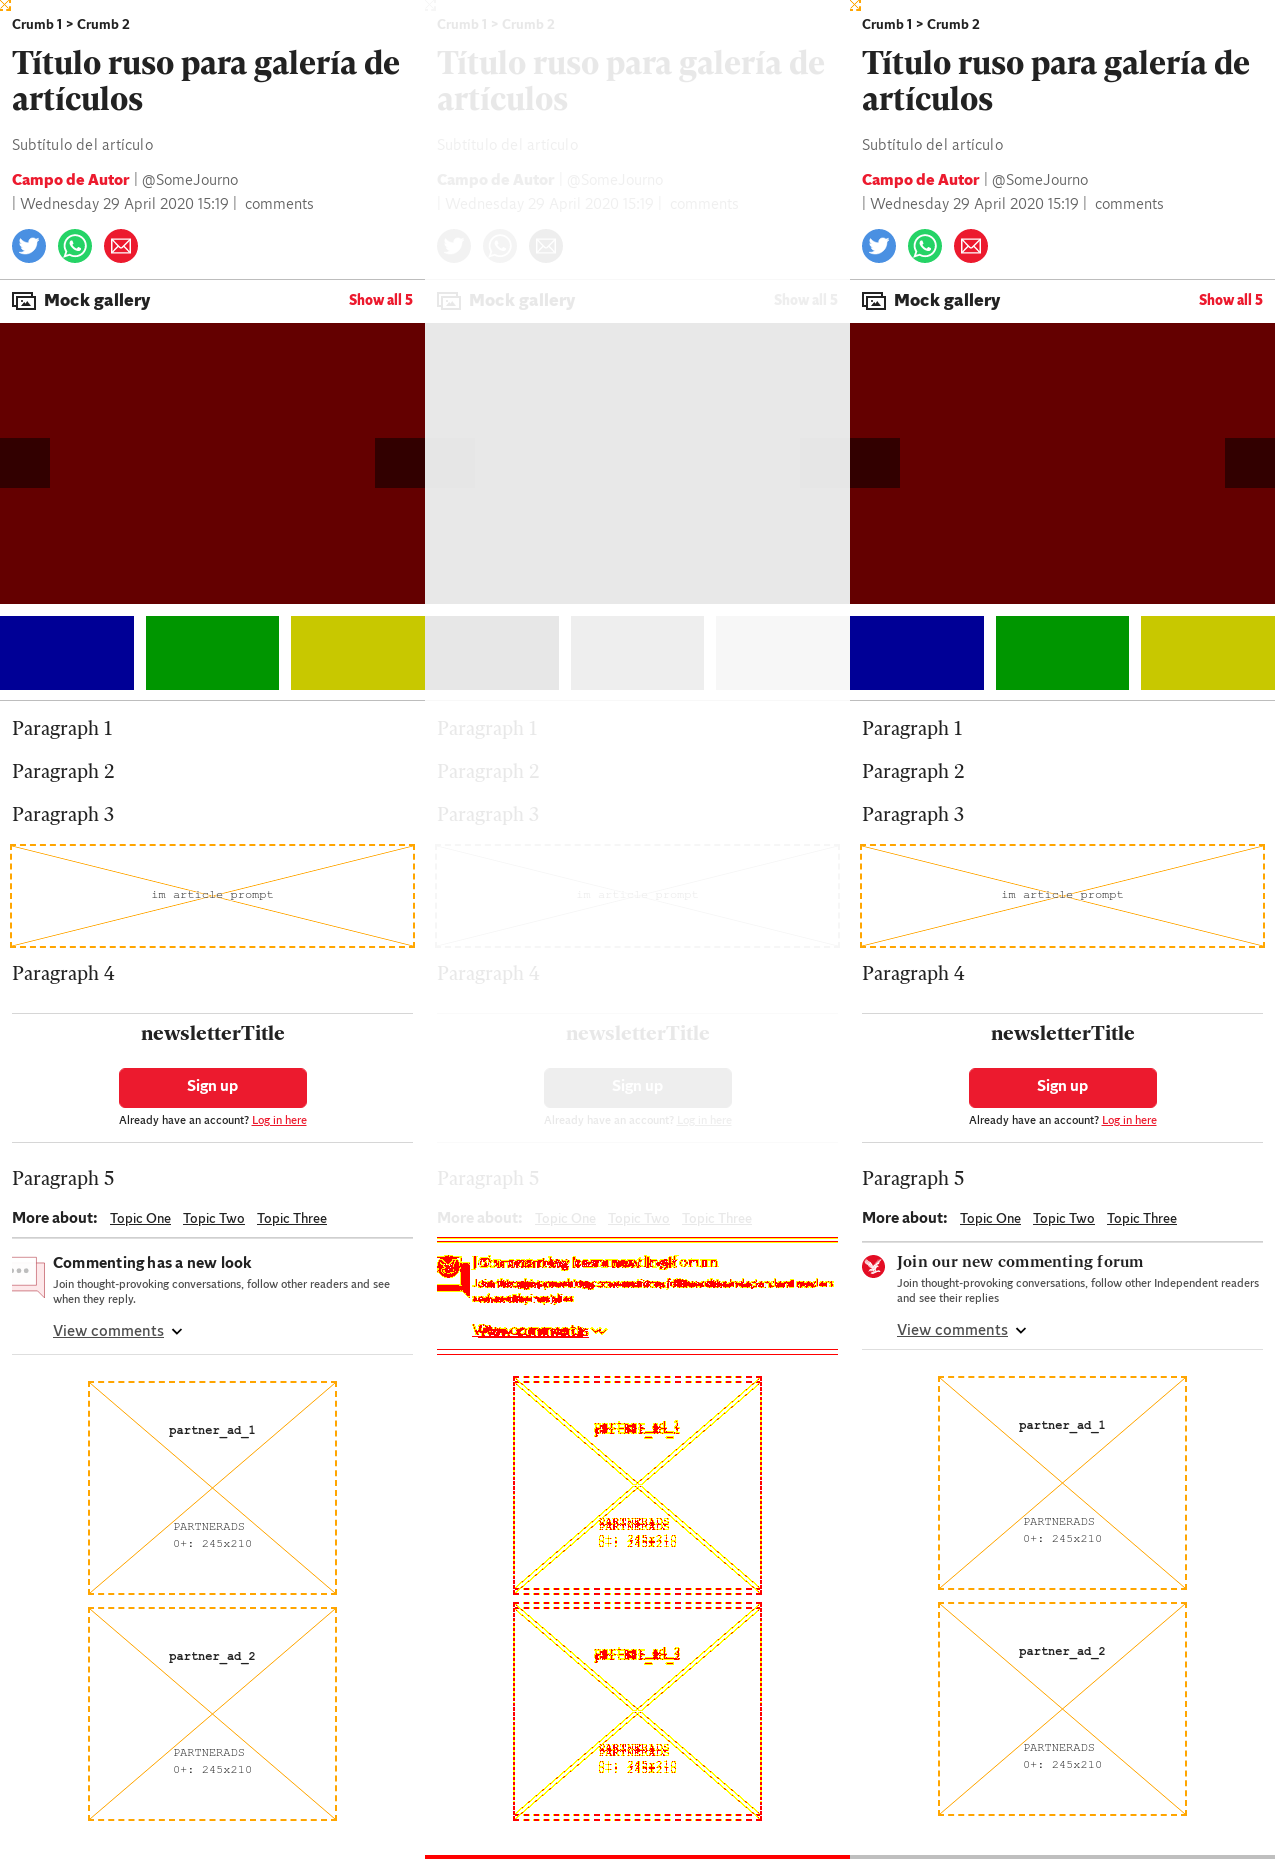 Crumb 1 > Crumb 2
Título ruso para galería de
artículos
Subtítulo del artículo
Campo de Autor | @SomeJourno
| Wednesday 29 April 2020 15:19 | comments
Mock gallery
Show all 5
Paragraph 1
Paragraph 2
Paragraph 3
im article prompt
Paragraph 4
newsletterTitle
Sign up
Already have an account? Log in here
Paragraph 5
More about: Topic One Topic Two Topic Three
Commenting has a new look
Join thought-provoking conversations, follow other readers and see
when they reply.
View comments
partner_ad_1
PARTNERADS
0+: 245x210
partner_ad_2
PARTNERADS
0+: 245x210
Crumb 1 > Crumb 2
Título ruso para galería de
artículos
Subtítulo del artículo
Campo de Autor | @SomeJourno
| Wednesday 29 April 2020 15:19 | comments
Mock gallery
Show all 5
Paragraph 1
Paragraph 2
Paragraph 3
im article prompt
Paragraph 4
newsletterTitle
Sign up
Already have an account? Log in here
Paragraph 5
More about: Topic One Topic Two Topic Three
Crumb 1 > Crumb 2
Título ruso para galería de
artículos
Subtítulo del artículo
Campo de Autor | @SomeJourno
| Wednesday 29 April 2020 15:19 | comments
Mock gallery
Show all 5
Paragraph 1
Paragraph 2
Paragraph 3
im article prompt
Paragraph 4
newsletterTitle
Sign up
Already have an account? Log in here
Paragraph 5
More about: Topic One Topic Two Topic Three
Join our new commenting forum
Join thought-provoking conversations, follow other Independent readers
and see their replies
View comments
partner_ad_1
PARTNERADS
0+: 245x210
partner_ad_2
PARTNERADS
0+: 245x210